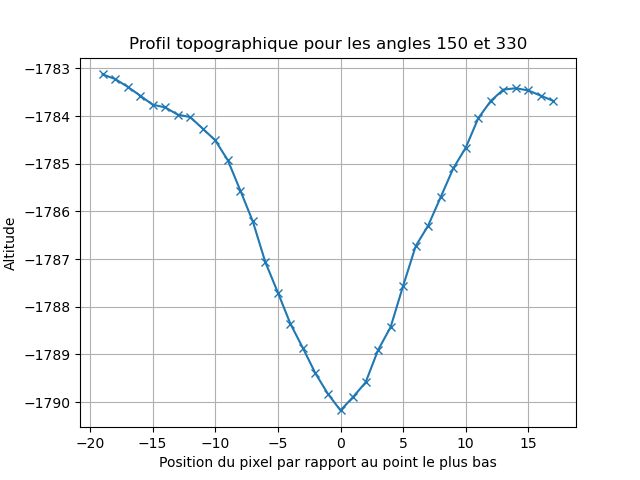 Profil topographique pour les angles 150 et 330
−1783
−1784
−1785
−1786
−1787
−1788
−1789
−1790
Altitude
−20 −15 −10 −5 0 5 10 15
Position du pixel par rapport au point le plus bas